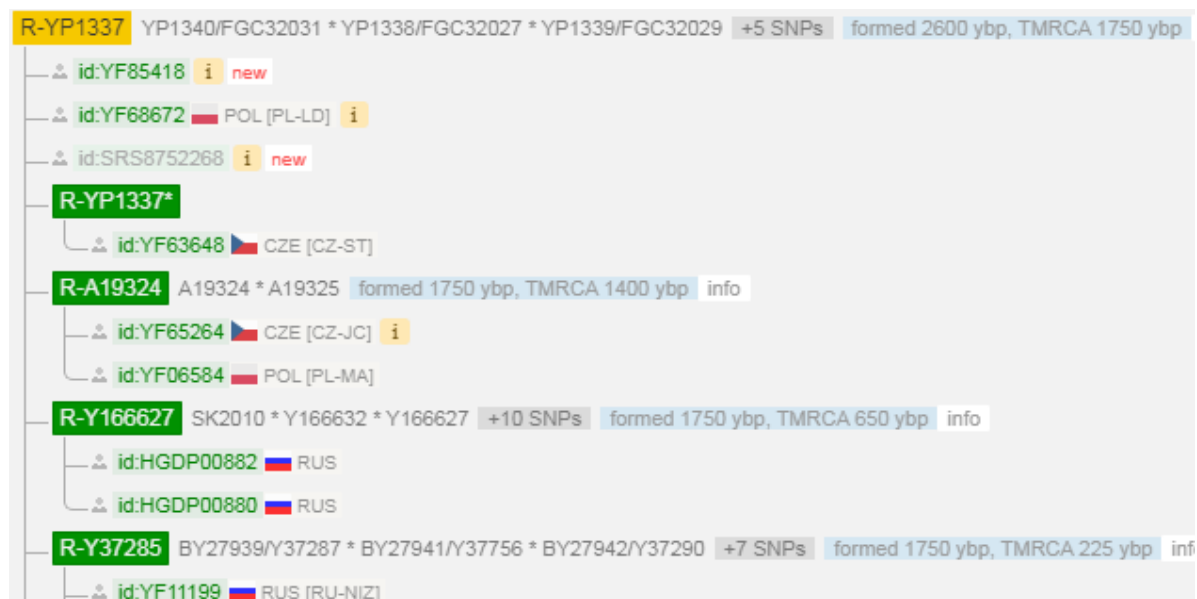 R-YP1337 YP1340/FGC32031 * YP1338/FGC32027 * YP1339/FGC32029 +5 SNPs formed 2600 ybp, TMRCA 1750 ybp
id:YF85418 i new
id:YF68672 POL [PL-LD] i
id:SRS8752268 i new
R-YP1337*
id:YF63648 CZE [CZ-ST]
R-A19324 A19324 * A19325 formed 1750 ybp, TMRCA 1400 ybp info
id:YF65264 CZE [CZ-JC] i
id:YF06584 POL [PL-MA]
R-Y166627 SK2010 * Y166632 * Y166627 +10 SNPs formed 1750 ybp, TMRCA 650 ybp info
id:HGDP00882 RUS
id:HGDP00880 RUS
R-Y37285 BY27939/Y37287 * BY27941/Y37756 * BY27942/Y37290 +7 SNPs formed 1750 ybp, TMRCA 225 ybp inf
id:YF11199 RUS [RU-NIZ]